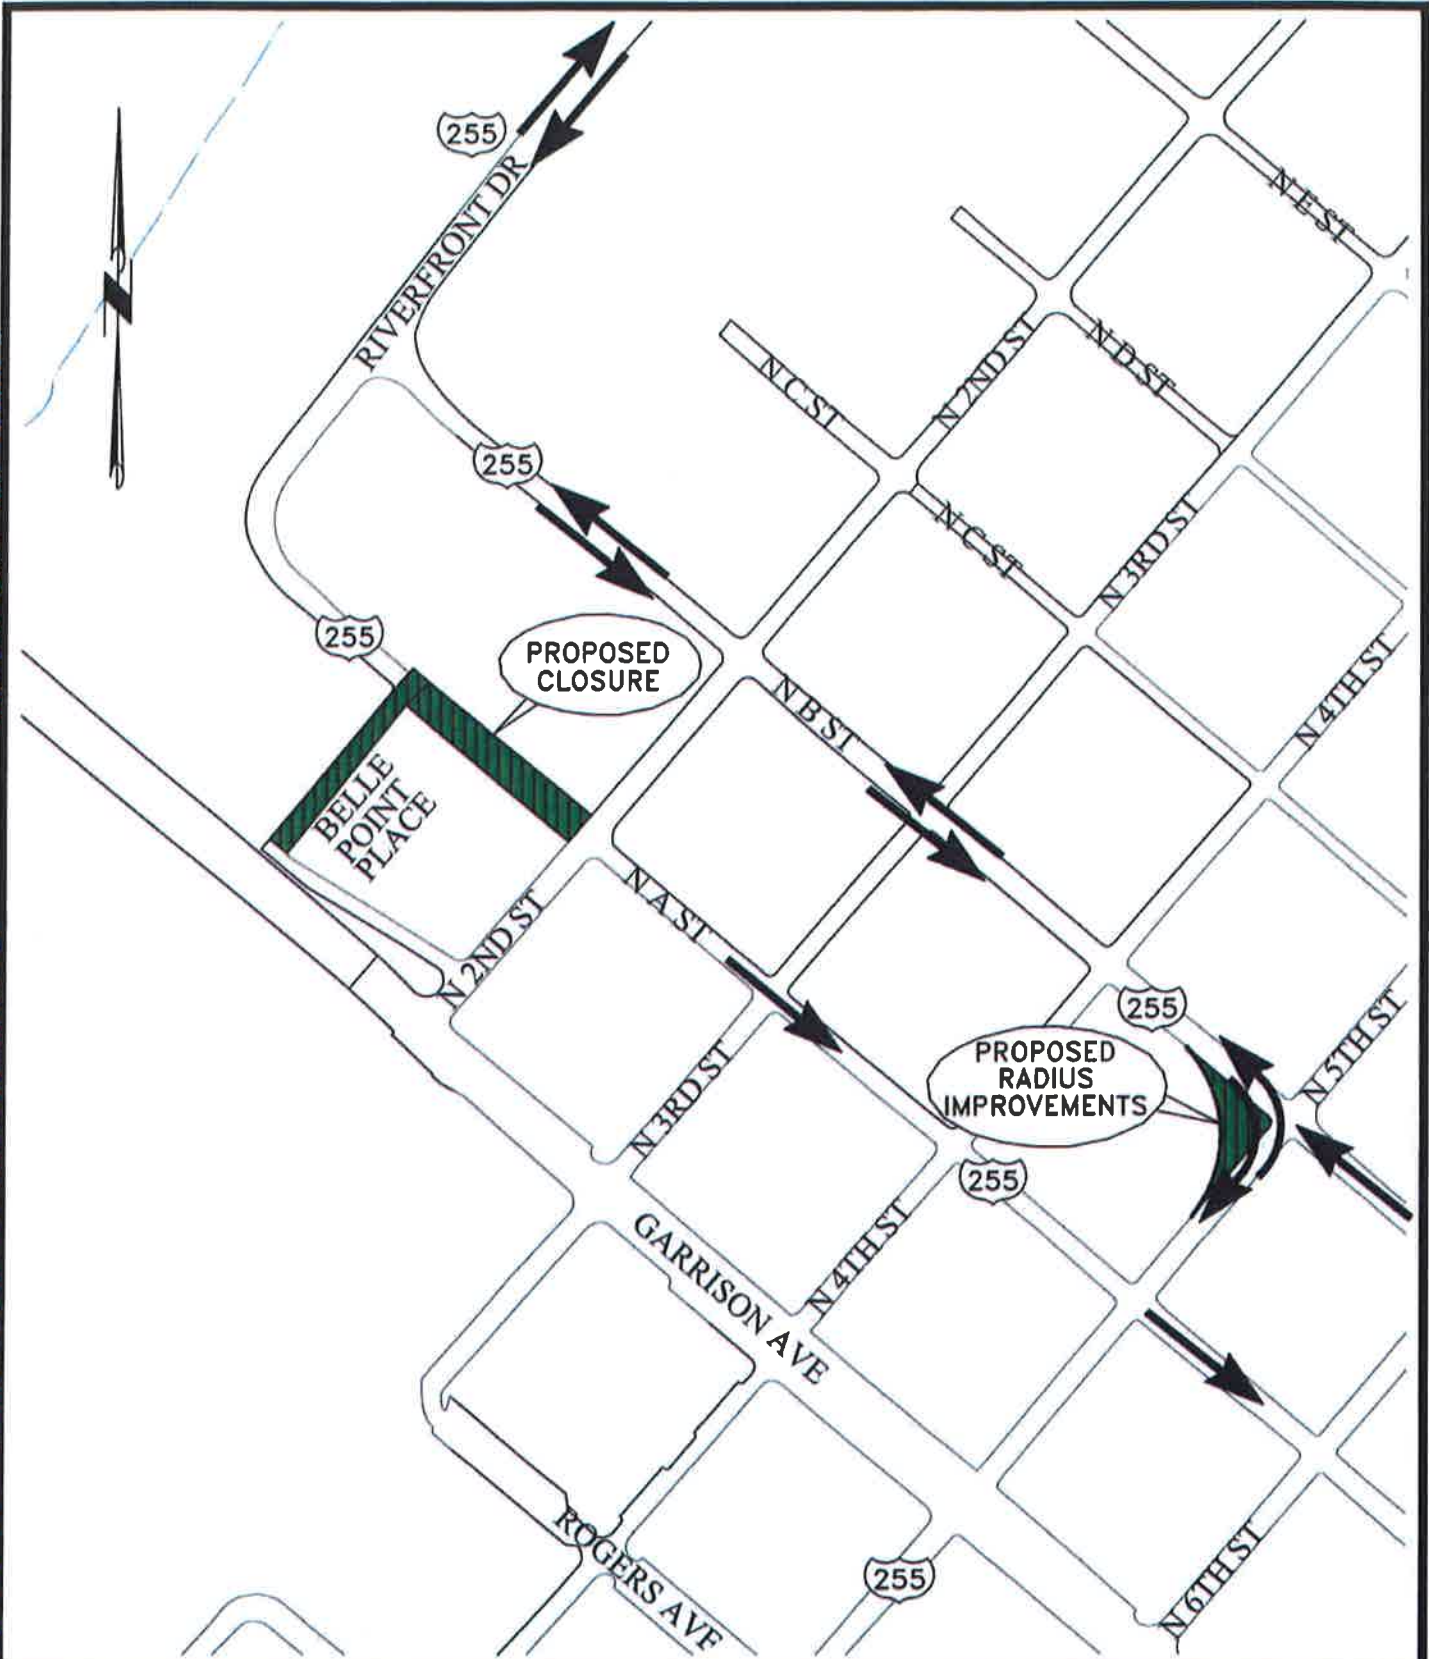 255
RIVERFRONT DR
N E ST
N D ST
N 2ND ST
N C ST
255
N C ST
N 3RD ST
255
PROPOSED
CLOSURE
N 4TH ST
N B ST
BELLE
POINT
PLACE
N A ST
N 2ND ST
255
N 5TH ST
PROPOSED
RADIUS
IMPROVEMENTS
N 3RD ST
255
N 4TH ST
GARRISON AVE
ROGERS AVE
255
N 6TH ST
N